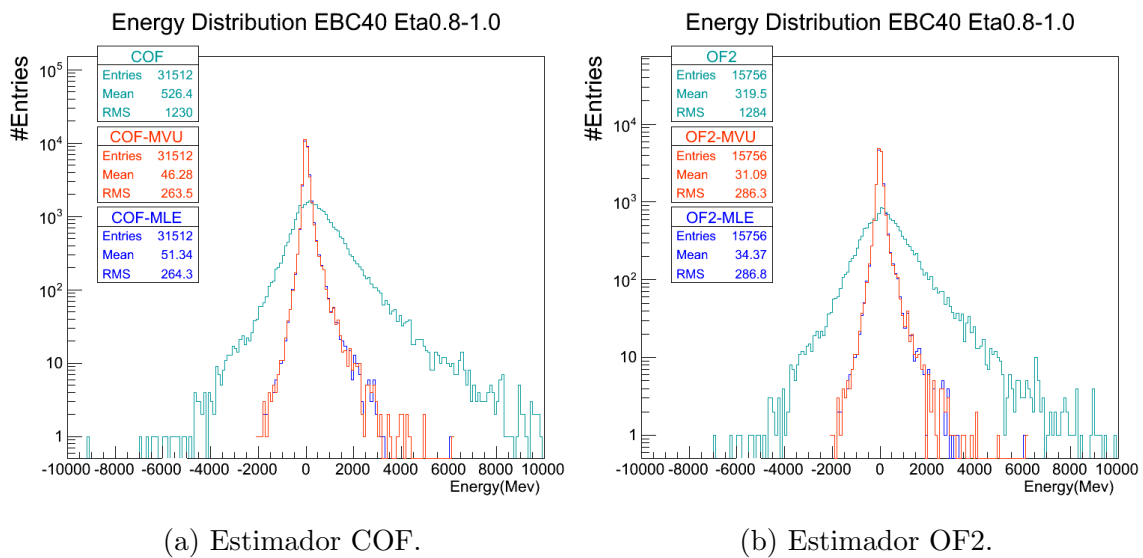 Energy Distribution EBC40 Eta0.8-1.0
#Entries
COF
Entries 31512
Mean 526.4
RMS 1230
COF-MVU
Entries 31512
Mean 46.28
RMS 263.5
COF-MLE
Entries 31512
Mean 51.34
RMS 264.3
10^5
10^4
10^3
10^2
10
1
-10000 -8000 -6000 -4000 -2000 0 2000 4000 6000 8000 10000
Energy(Mev)
(a) Estimador COF.
Energy Distribution EBC40 Eta0.8-1.0
#Entries
OF2
Entries 15756
Mean 319.5
RMS 1284
OF2-MVU
Entries 15756
Mean 31.09
RMS 286.3
OF2-MLE
Entries 15756
Mean 34.37
RMS 286.8
10^4
10^3
10^2
10
1
-10000 -8000 -6000 -4000 -2000 0 2000 4000 6000 8000 10000
Energy(Mev)
(b) Estimador OF2.